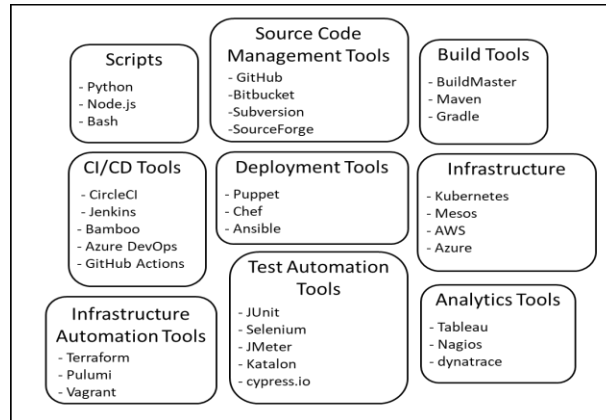 Scripts
- Python
- Node.js
- Bash
Source Code
Management Tools
- GitHub
-Bitbucket
-Subversion
-SourceForge
Build Tools
- BuildMaster
- Maven
- Gradle
CI/CD Tools
- CircleCI
- Jenkins
- Bamboo
- Azure DevOps
- GitHub Actions
Deployment Tools
- Puppet
- Chef
- Ansible
Infrastructure
- Kubernetes
- Mesos
- AWS
- Azure
Infrastructure
Automation Tools
- Terraform
- Pulumi
- Vagrant
Test Automation
Tools
- JUnit
- Selenium
- JMeter
- Katalon
-cypress.io
Analytics Tools
- Tableau
- Nagios
- dynatrace